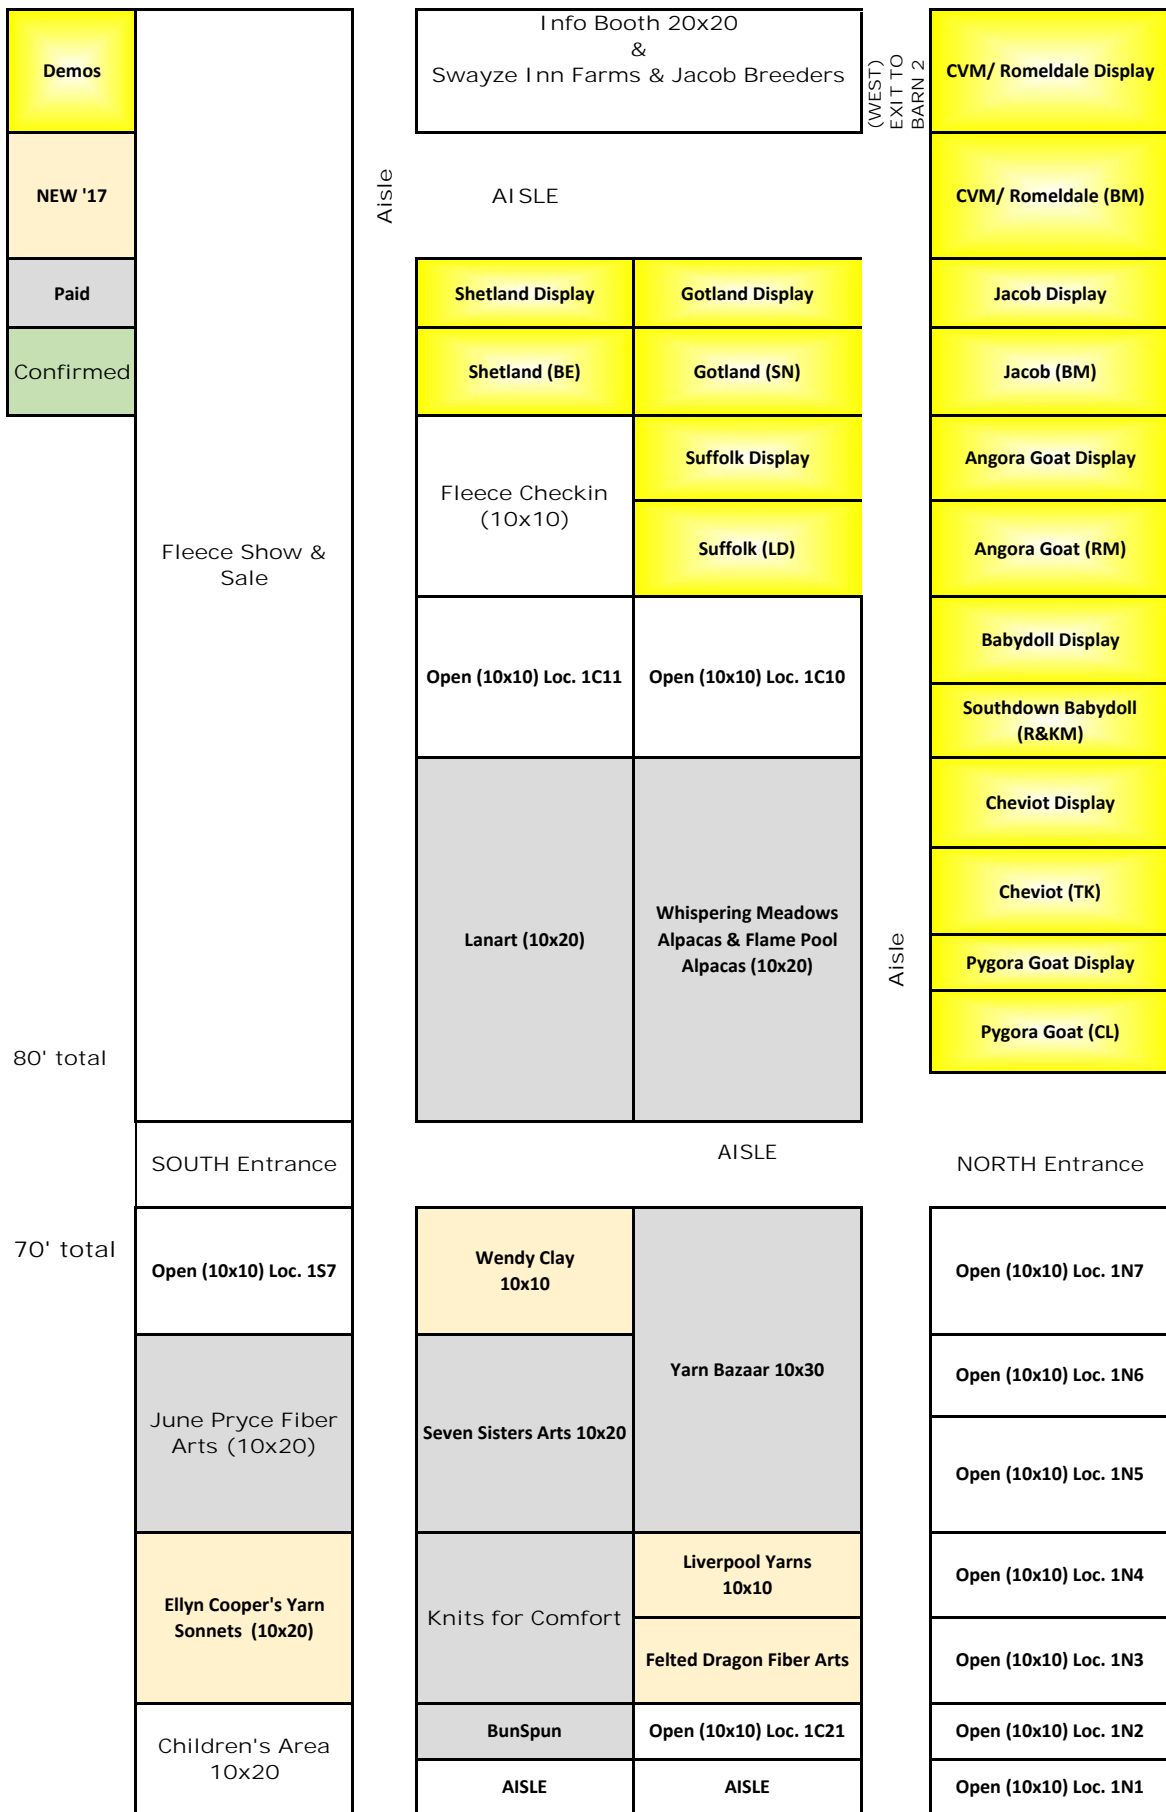 Demos
NEW '17
Paid
Confirmed
80' total
70' total
Fleece Show &
Sale
SOUTH Entrance
Open (10x10) Loc. 1S7
June Pryce Fiber
Arts (10x20)
Ellyn Cooper's Yarn
Sonnets (10x20)
Children's Area
10x20
Aisle
Info Booth 20x20
&
Swayze Inn Farms & Jacob Breeders
AISLE
Shetland Display
Gotland Display
Shetland (BE)
Gotland (SN)
Fleece Checkin
(10x10)
Suffolk Display
Suffolk (LD)
Open (10x10) Loc. 1C11
Open (10x10) Loc. 1C10
Lanart (10x20)
Whispering Meadows
Alpacas & Flame Pool
Alpacas (10x20)
AISLE
Wendy Clay
10x10
Yarn Bazaar 10x30
Seven Sisters Arts 10x20
Knits for Comfort
Liverpool Yarns
10x10
Felted Dragon Fiber Arts
BunSpun
Open (10x10) Loc. 1C21
AISLE
AISLE
(WEST)
EXIT TO
BARN 2
Aisle
CVM/ Romeldale Display
CVM/ Romeldale (BM)
Jacob Display
Jacob (BM)
Angora Goat Display
Angora Goat (RM)
Babydoll Display
Southdown Babydoll
(R&KM)
Cheviot Display
Cheviot (TK)
Pygora Goat Display
Pygora Goat (CL)
NORTH Entrance
Open (10x10) Loc. 1N7
Open (10x10) Loc. 1N6
Open (10x10) Loc. 1N5
Open (10x10) Loc. 1N4
Open (10x10) Loc. 1N3
Open (10x10) Loc. 1N2
Open (10x10) Loc. 1N1